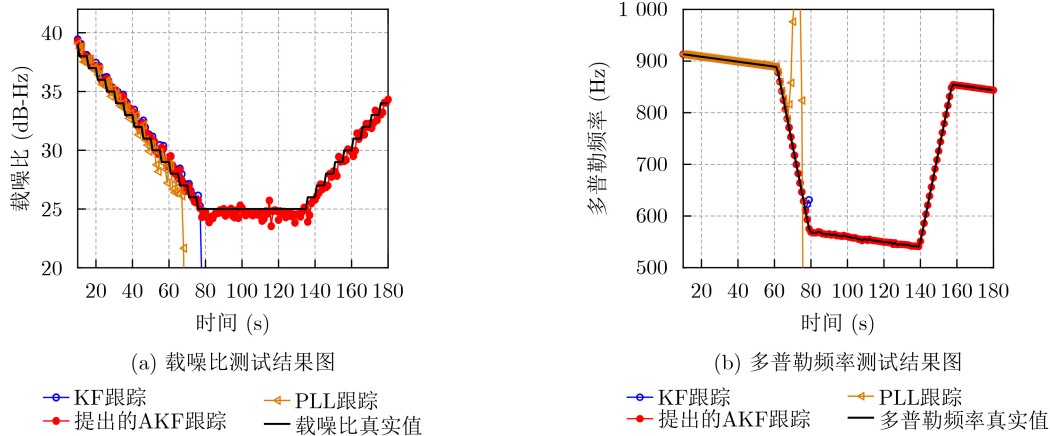 载噪比 (dB-Hz)
40
35
30
25
20
20 40 60 80 100 120 140 160 180
时间 (s)
(a) 载噪比测试结果图
KF跟踪
PLL跟踪
提出的AKF跟踪
载噪比真实值
多普勒频率 (Hz)
1 000
900
800
700
600
500
20 40 60 80 100 120 140 160 180
时间 (s)
(b) 多普勒频率测试结果图
KF跟踪
PLL跟踪
提出的AKF跟踪
多普勒频率真实值